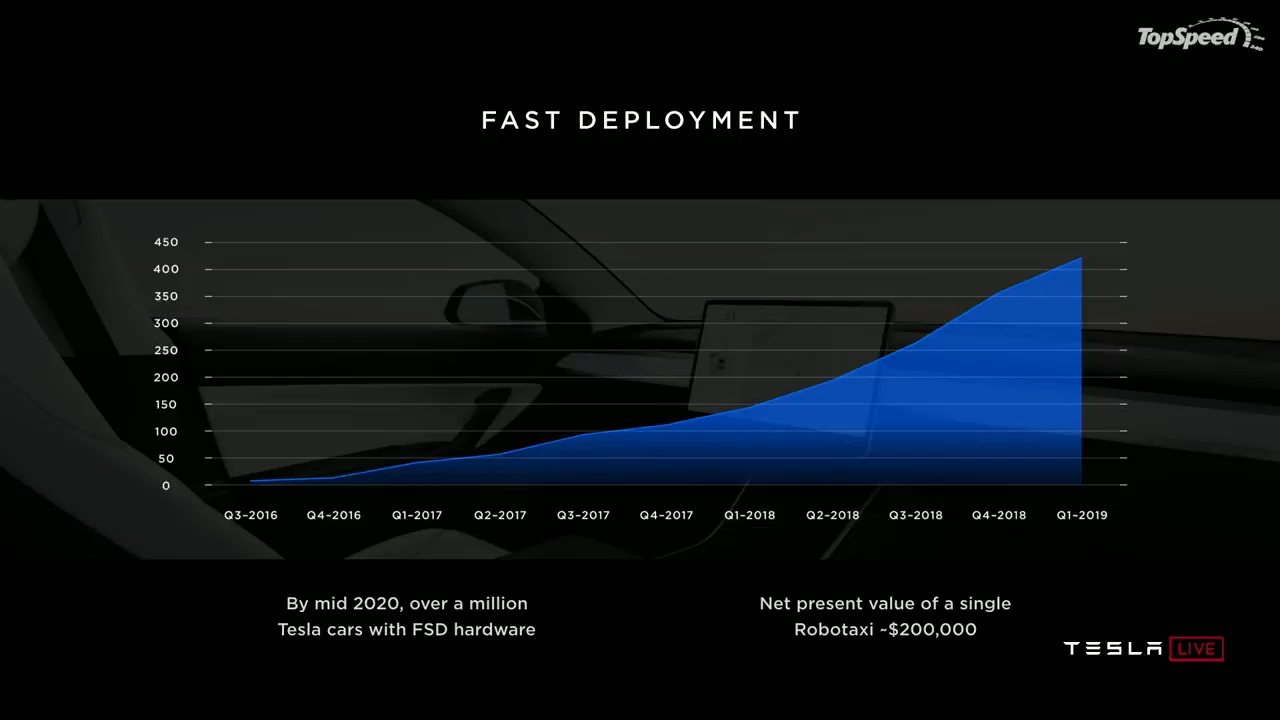 TopSpeed
FAST DEPLOYMENT
450
400
350
300
250
200
150
100
50
0
Q3-2016 Q4-2016 Q1-2017 Q2-2017 Q3-2017 Q4-2017 Q1-2018 Q2-2018 Q3-2018 Q4-2018 Q1-2019
By mid 2020, over a million
Tesla cars with FSD hardware
Net present value of a single
Robotaxi ~$200,000
TESLA LIVE